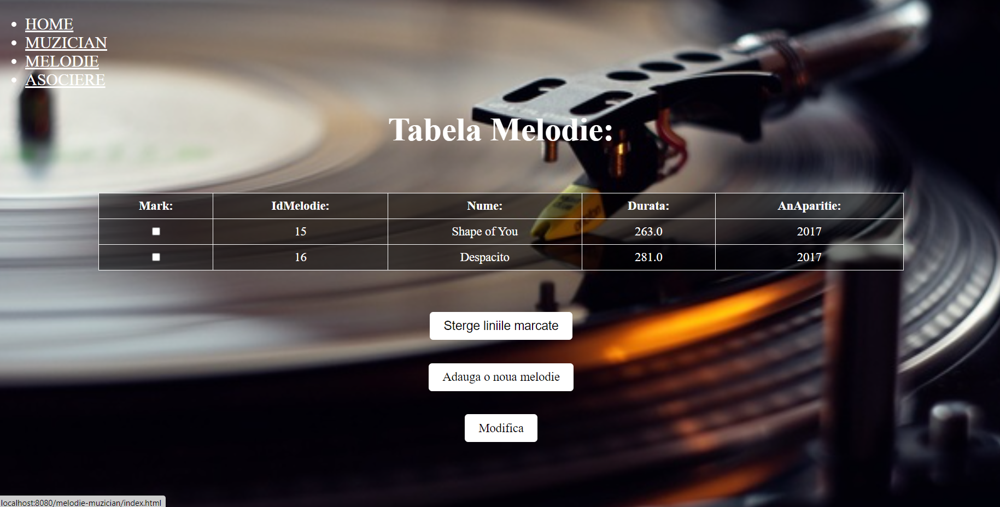 HOME
MUZICIAN
MELODIE
ASOCIERE
Tabela Melodie:
Mark: IdMelodie: Nume: Durata: AnAparitie:
15 Shape of You 263.0 2017
16 Despacito 281.0 2017
Sterge liniile marcate
Adauga o noua melodie
Modifica
localhost:8080/melodie-muzician/index.html